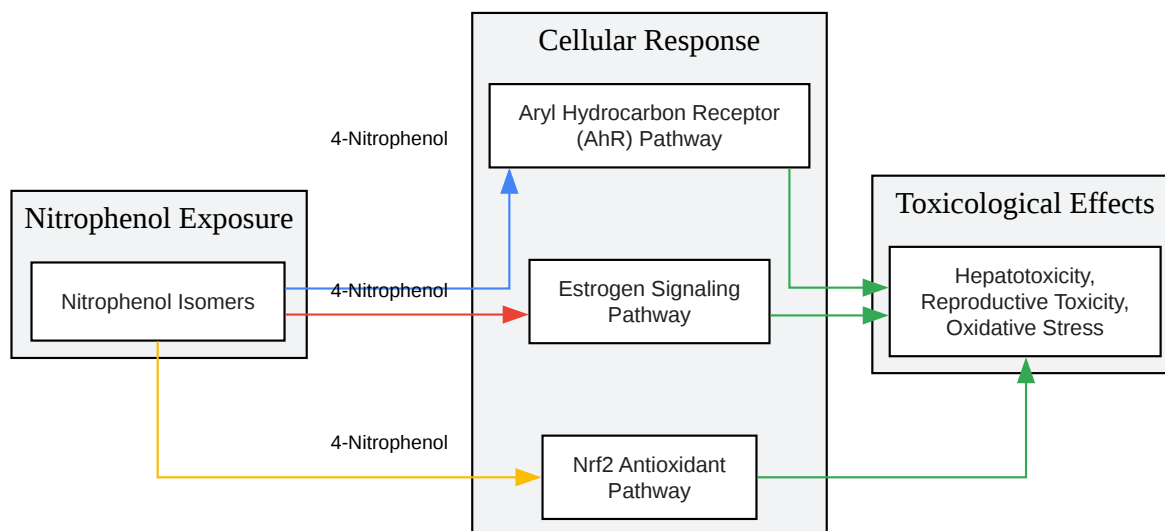 Cellular Response
Aryl Hydrocarbon Receptor
(AhR) Pathway
4-Nitrophenol
Nitrophenol Exposure
Nitrophenol Isomers
4-Nitrophenol
Estrogen Signaling
Pathway
Toxicological Effects
Hepatotoxicity,
Reproductive Toxicity,
Oxidative Stress
4-Nitrophenol
Nrf2 Antioxidant
Pathway